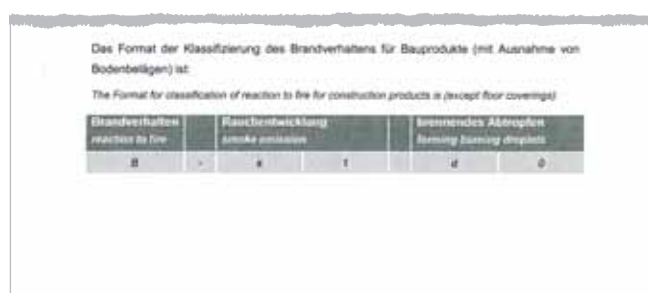 Das Format der Klassifizierung des Brandverhaltens für Bauprodukte (mit Ausnahme von
Bodenbelägen) ist:
The Format for classification of reaction to fire for construction products is (except floor coverings)
Brandverhalten Rauchentwicklung brennendes Abtropfen
reaction to fire smoke emission forming burning droplets
B - s 1 d 0